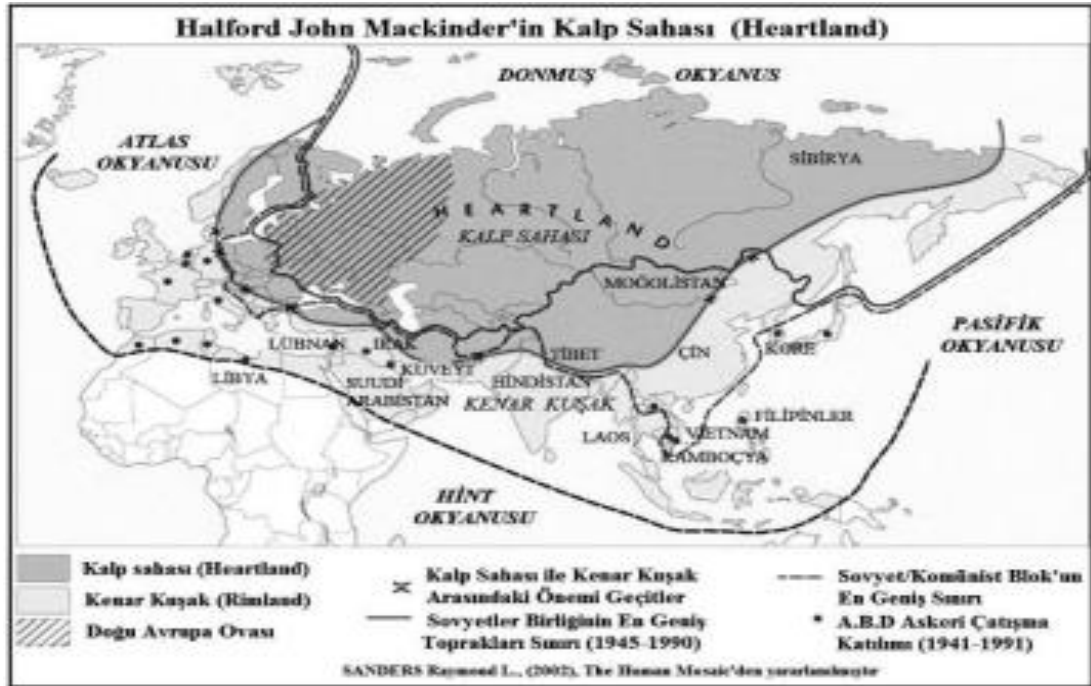 Halford John Mackinder'in Kalp Sahası (Heartland)
DONMUŞ OKYANUS
ATLAS
OKYANUSU
SİBİRYA
HEARTLAND
KALP SAHASI
MOĞOLİSTAN
PASİFİK
OKYANUSU
LÜBNAN
IRAK
KUVEYT
TİBET
ÇİN
KORE
LİBYA
SUUDİ
ARABİSTAN
HİNDİSTAN
KENAR KUŞAK
FİLİPİNLER
LAOS
VİETNAM
KAMBOÇYA
HİNT
OKYANUSU
Kalp sahası (Heartland)
Kenar Kuşak (Rimland)
Doğu Avrupa Ovası
Kalp Sahası ile Kenar Kuşak
Arasındaki Önemi Geçitler
Sovyetler Birliğinin En Geniş
Toprakları Sınırı (1945-1990)
Sovyet/Komünist Blok'un
En Geniş Sınırı
A.B.D Askeri Çatışma
Katılımı (1941-1991)
SANDERS Raymond L., (2002), The Human Mosaic'den yararlanılmıştır